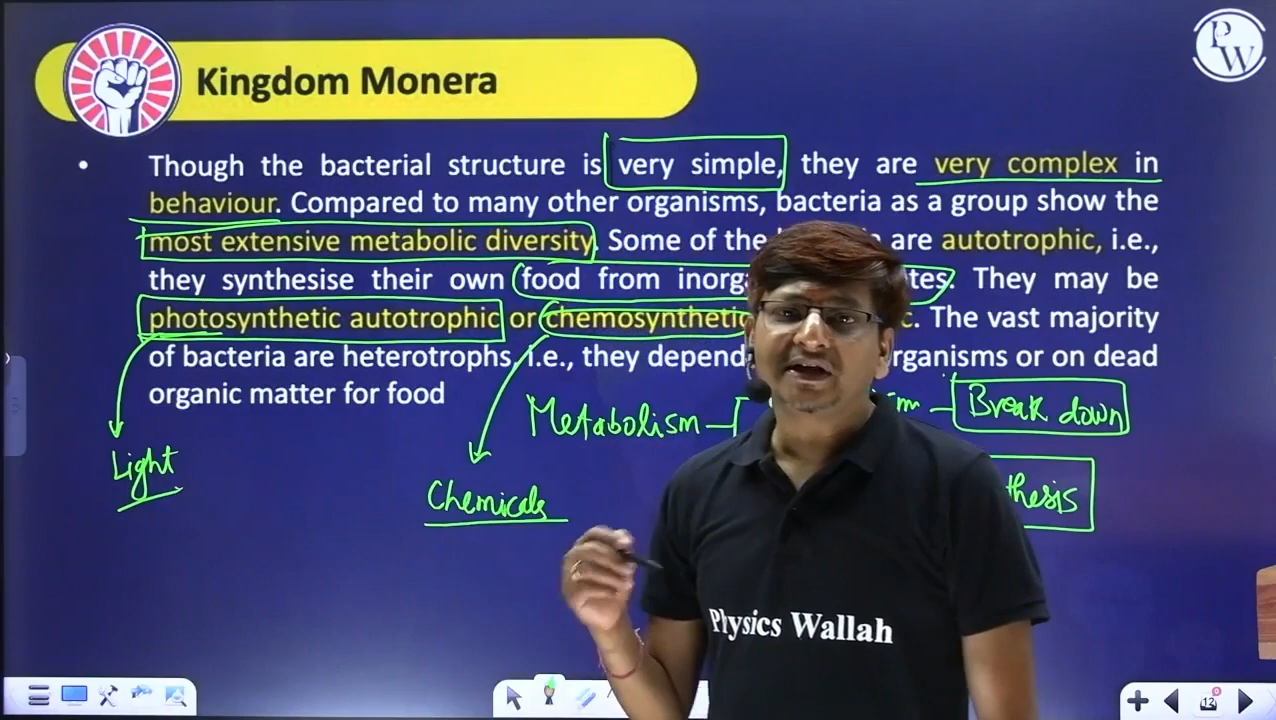 Kingdom Monera
PW
• Though the bacterial structure is very simple, they are very complex in
behaviour. Compared to many other organisms, bacteria as a group show the
most extensive metabolic diversity. Some of the are autotrophic, i.e.,
they synthesise their own food from They may be
photosynthetic autotrophic or chemosynthetic The vast majority
of bacteria are heterotrophs, i.e., they depend or on dead
organic matter for food
Metabolism Break down
Light
Chemicals
Physics Wallah
12